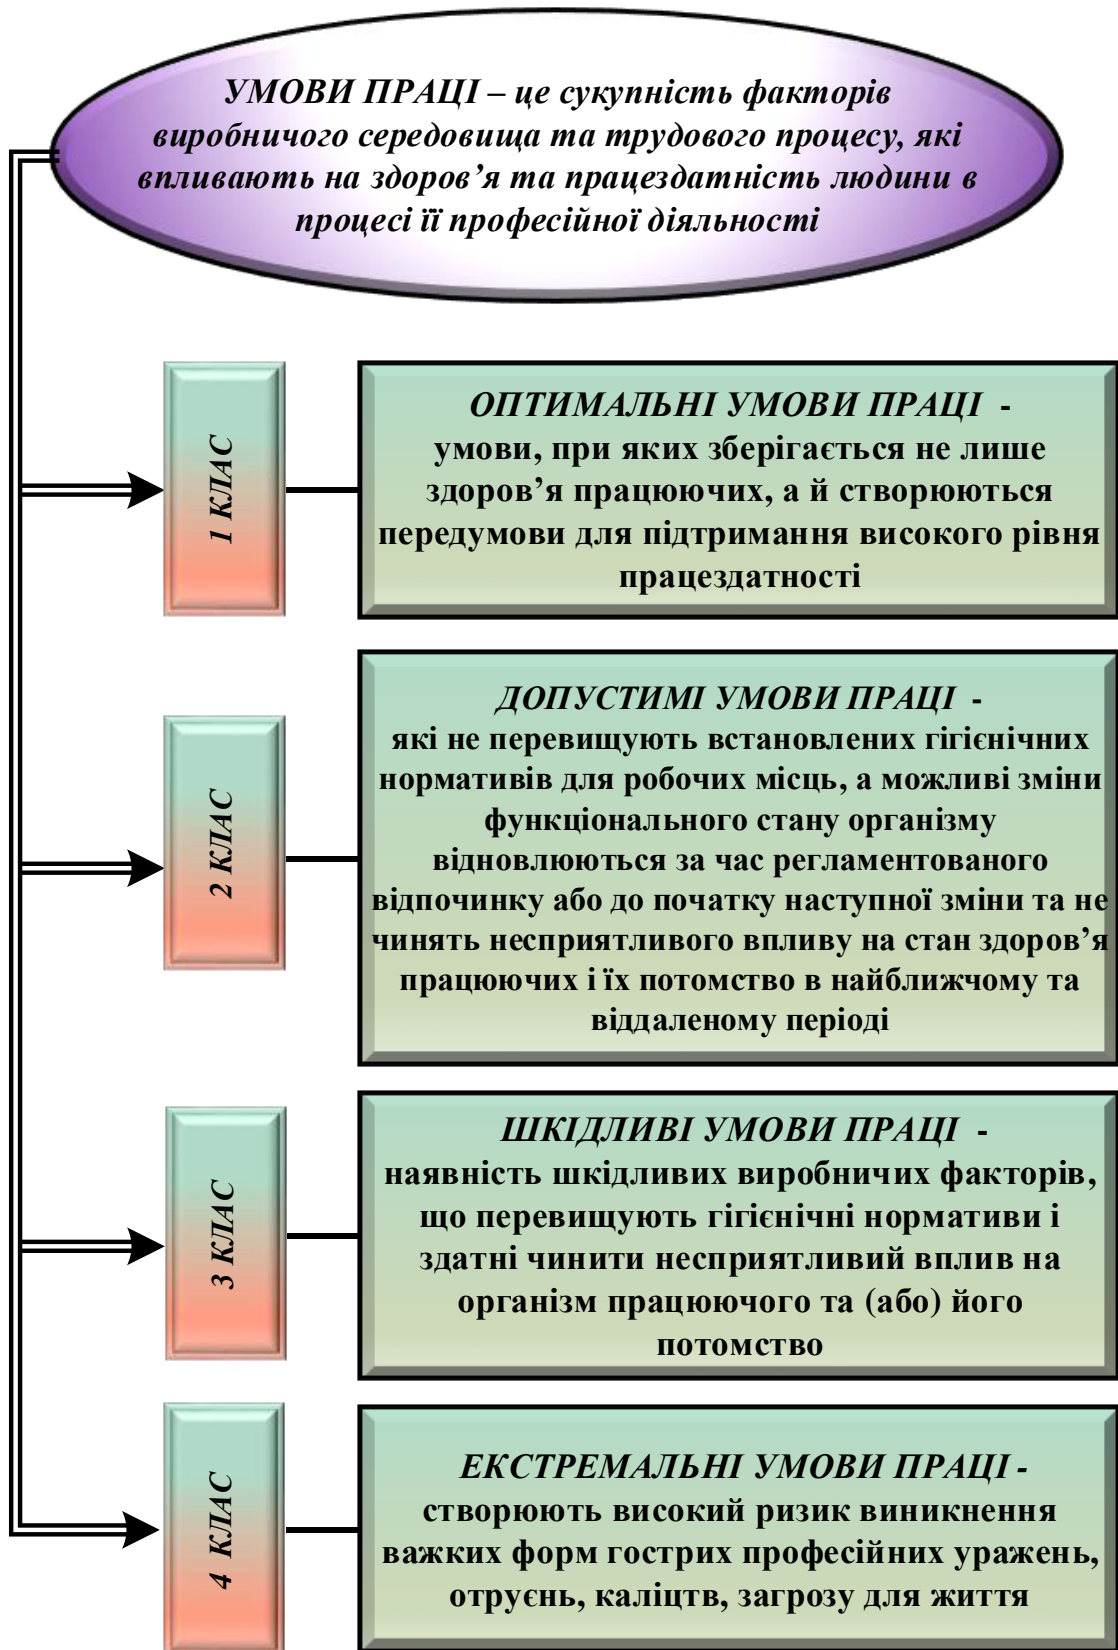 УМОВИ ПРАЦІ – це сукупність факторів
виробничого середовища та трудового процесу, які
впливають на здоров’я та працездатність людини в
процесі її професійної діяльності
1 КЛАС
ОПТИМАЛЬНІ УМОВИ ПРАЦІ -
умови, при яких зберігається не лише
здоров’я працюючих, а й створюються
передумови для підтримання високого рівня
працездатності
2 КЛАС
ДОПУСТИМІ УМОВИ ПРАЦІ -
які не перевищують встановлених гігієнічних
нормативів для робочих місць, а можливі зміни
функціонального стану організму
відновлюються за час регламентованого
відпочинку або до початку наступної зміни та не
чинять несприятливого впливу на стан здоров’я
працюючих і їх потомство в найближчому та
віддаленому періоді
3 КЛАС
ШКІДЛИВІ УМОВИ ПРАЦІ -
наявність шкідливих виробничих факторів,
що перевищують гігієнічні нормативи і
здатні чинити несприятливий вплив на
організм працюючого та (або) його
потомство
4 КЛАС
ЕКСТРЕМАЛЬНІ УМОВИ ПРАЦІ -
створюють високий ризик виникнення
важких форм гострих професійних уражень,
отруєнь, каліцтв, загрозу для життя